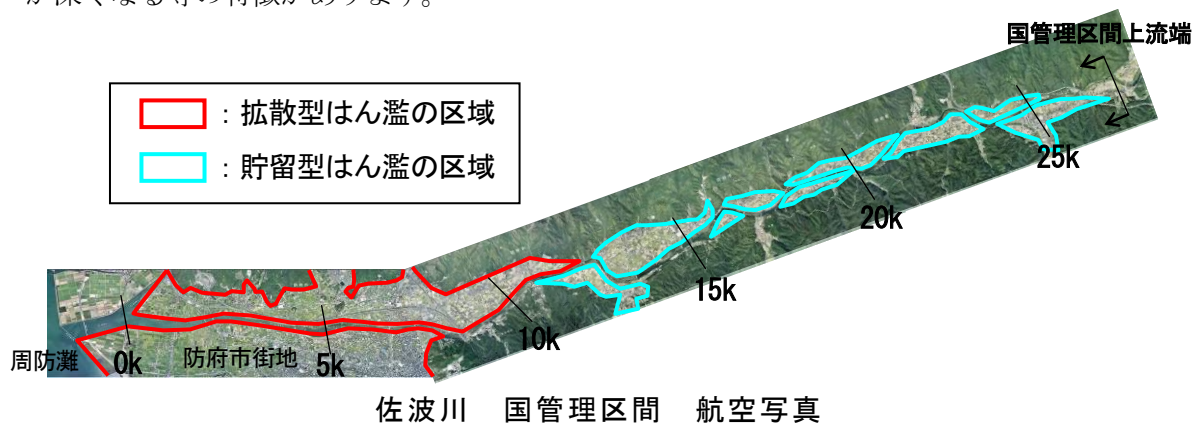 が深くなる等の特徴があります。
国管理区間上流端
：拡散型はん濫の区域
：貯留型はん濫の区域
25k
20k
15k
10k
周防灘
0k
防府市街地
5k
佐波川　国管理区間　航空写真